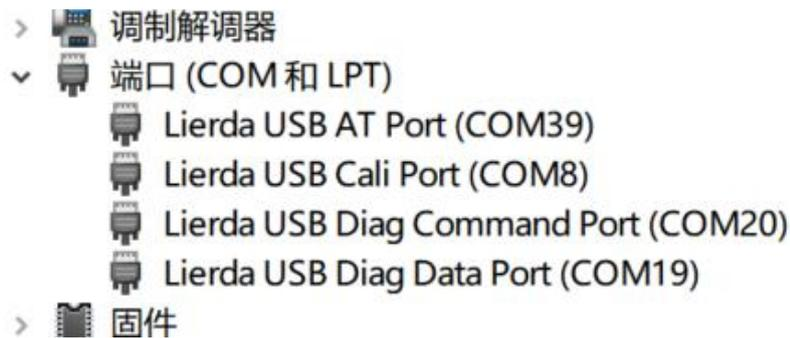 调制解调器
端口 (COM 和 LPT)
Lierda USB AT Port (COM39)
Lierda USB Cali Port (COM8)
Lierda USB Diag Command Port (COM20)
Lierda USB Diag Data Port (COM19)
固件